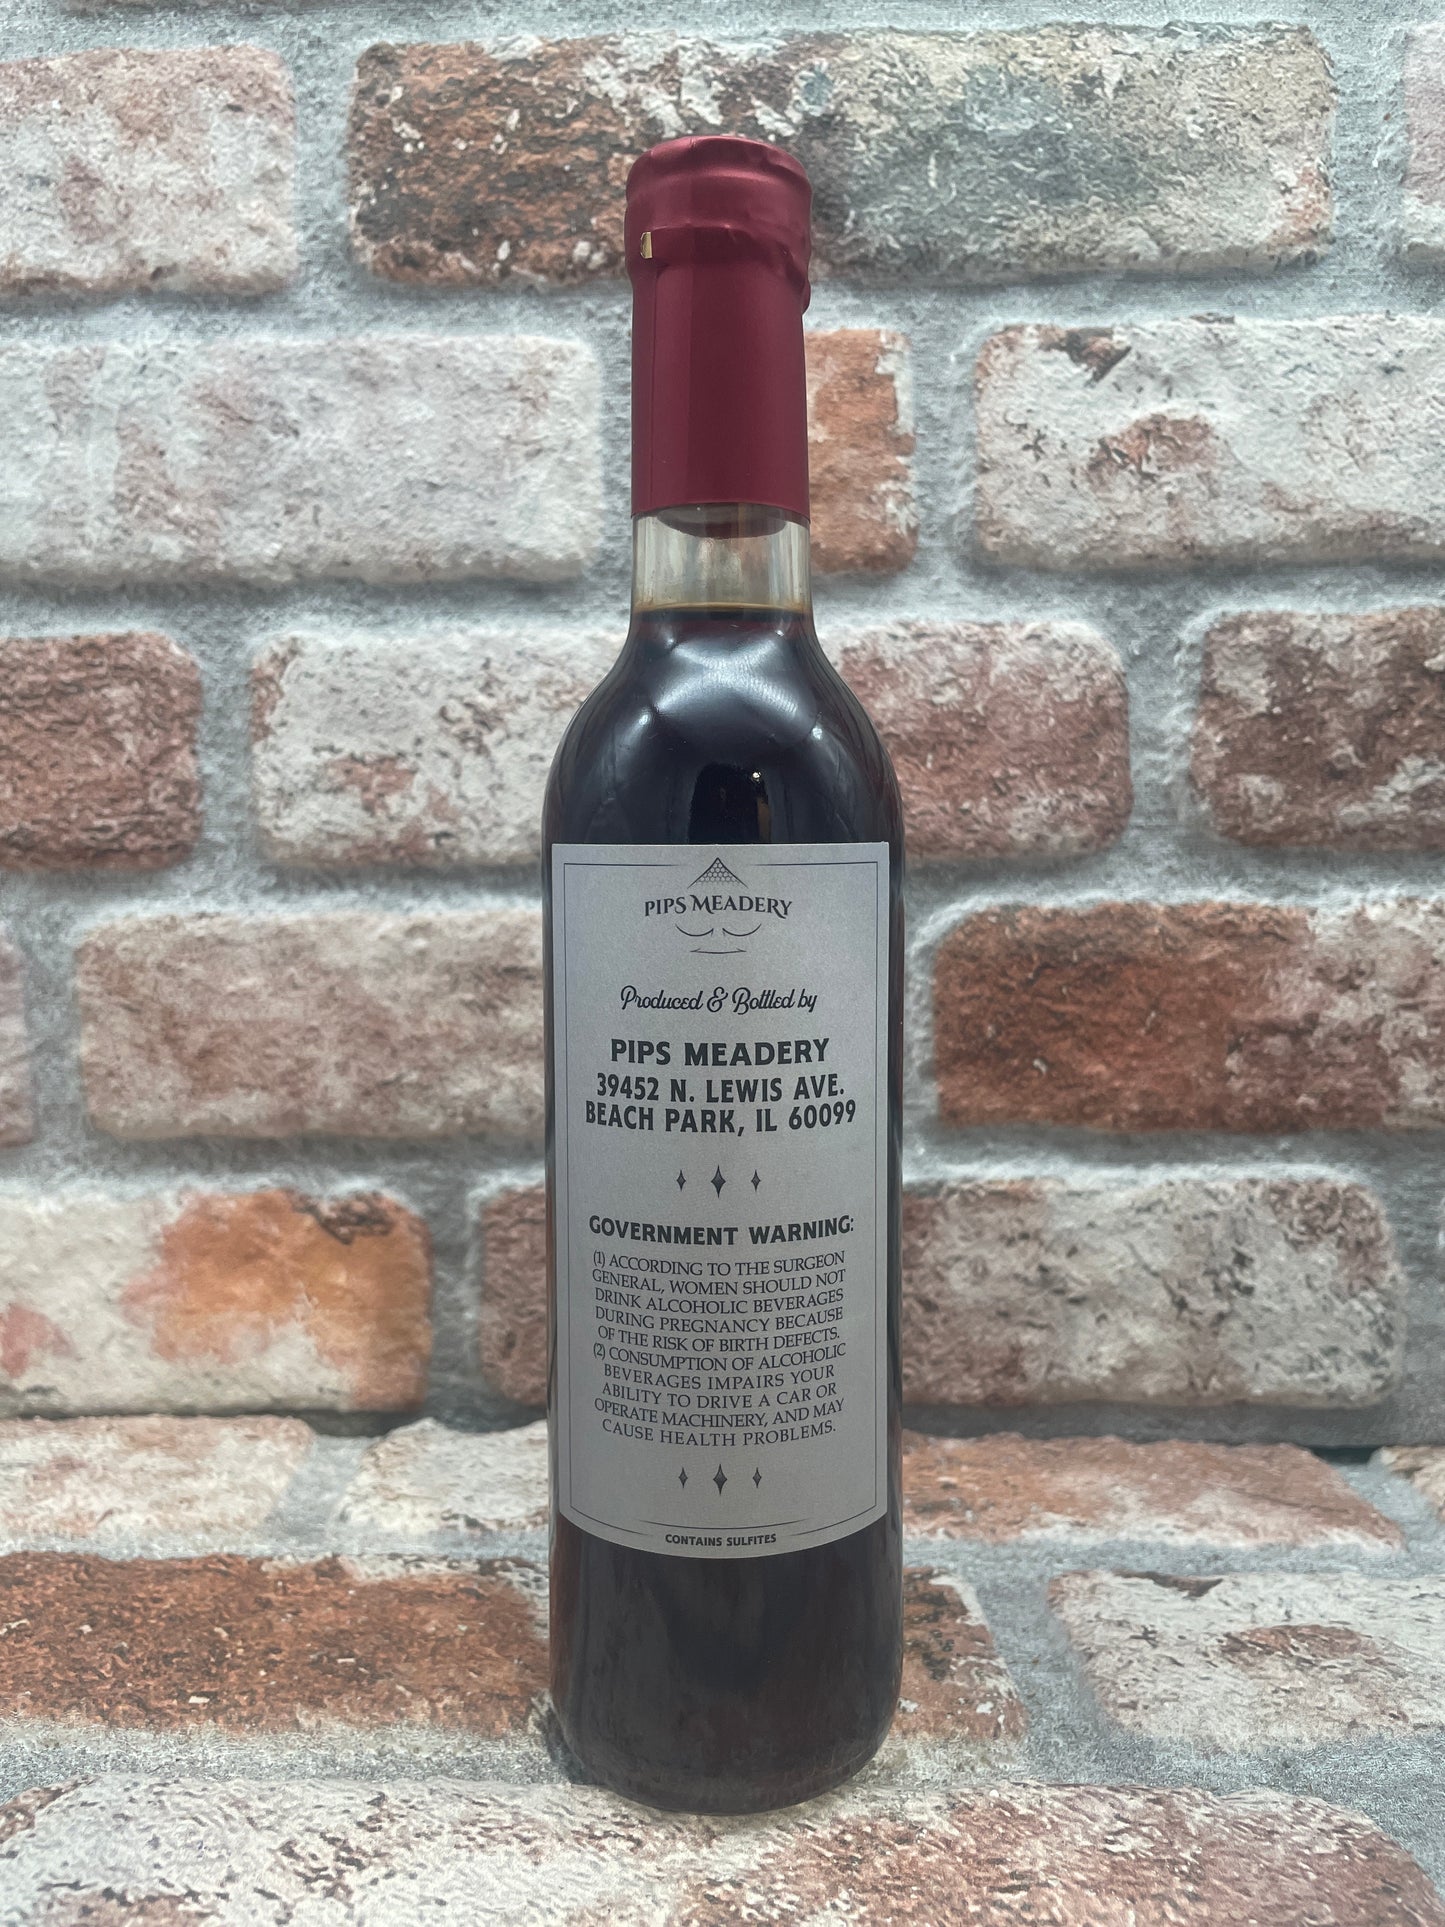 PIPS MEADERY
Produced & Bottled by
PIPS MEADERY
39452 N. LEWIS AVE.
BEACH PARK, IL 60099
GOVERNMENT WARNING:
(1) ACCORDING TO THE SURGEON
GENERAL, WOMEN SHOULD NOT
DRINK ALCOHOLIC BEVERAGES
DURING PREGNANCY BECAUSE
OF THE RISK OF BIRTH DEFECTS.
(2) CONSUMPTION OF ALCOHOLIC
BEVERAGES IMPAIRS YOUR
ABILITY TO DRIVE A CAR OR
OPERATE MACHINERY, AND MAY
CAUSE HEALTH PROBLEMS.
CONTAINS SULFITES